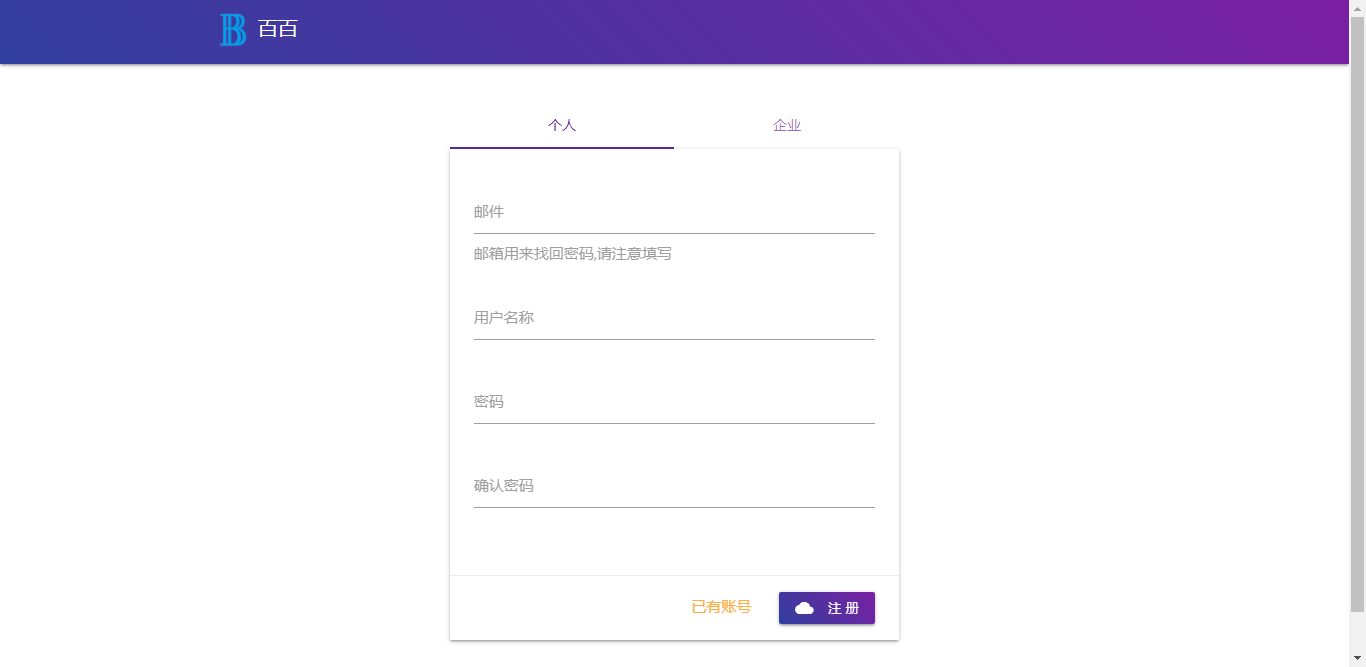 百百
个人 企业
邮件
邮箱用来找回密码,请注意填写
用户名称
密码
确认密码
已有账号 注册